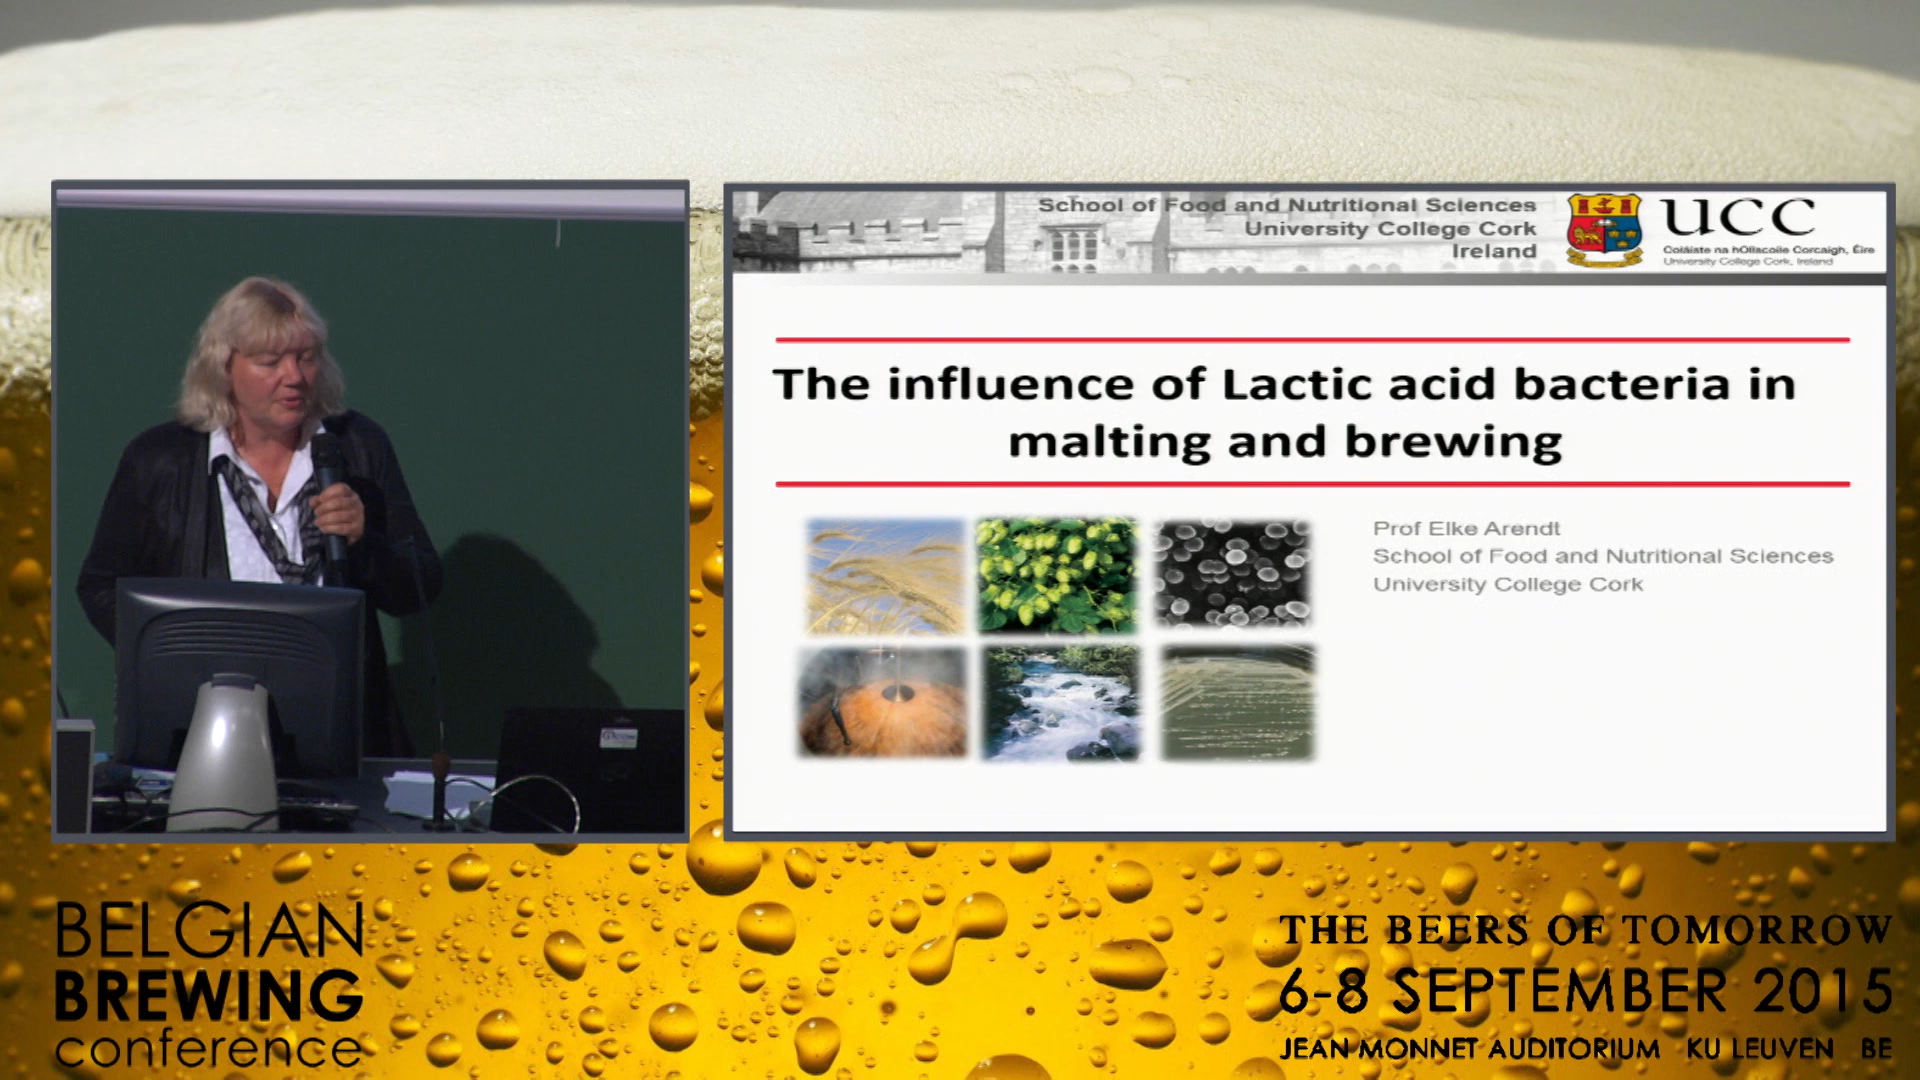 School of Food and Nutritional Sciences
University College Cork
Ireland
UCC
Coláiste na hOllscoile Corcaigh, Éire
University College Cork, Ireland
The influence of Lactic acid bacteria in
malting and brewing
Prof Elke Arendt
School of Food and Nutritional Sciences
University College Cork
BELGIAN
BREWING
conference
THE BEERS OF TOMORROW
6-8 SEPTEMBER 2015
JEAN MONNET AUDITORIUM KU LEUVEN BE